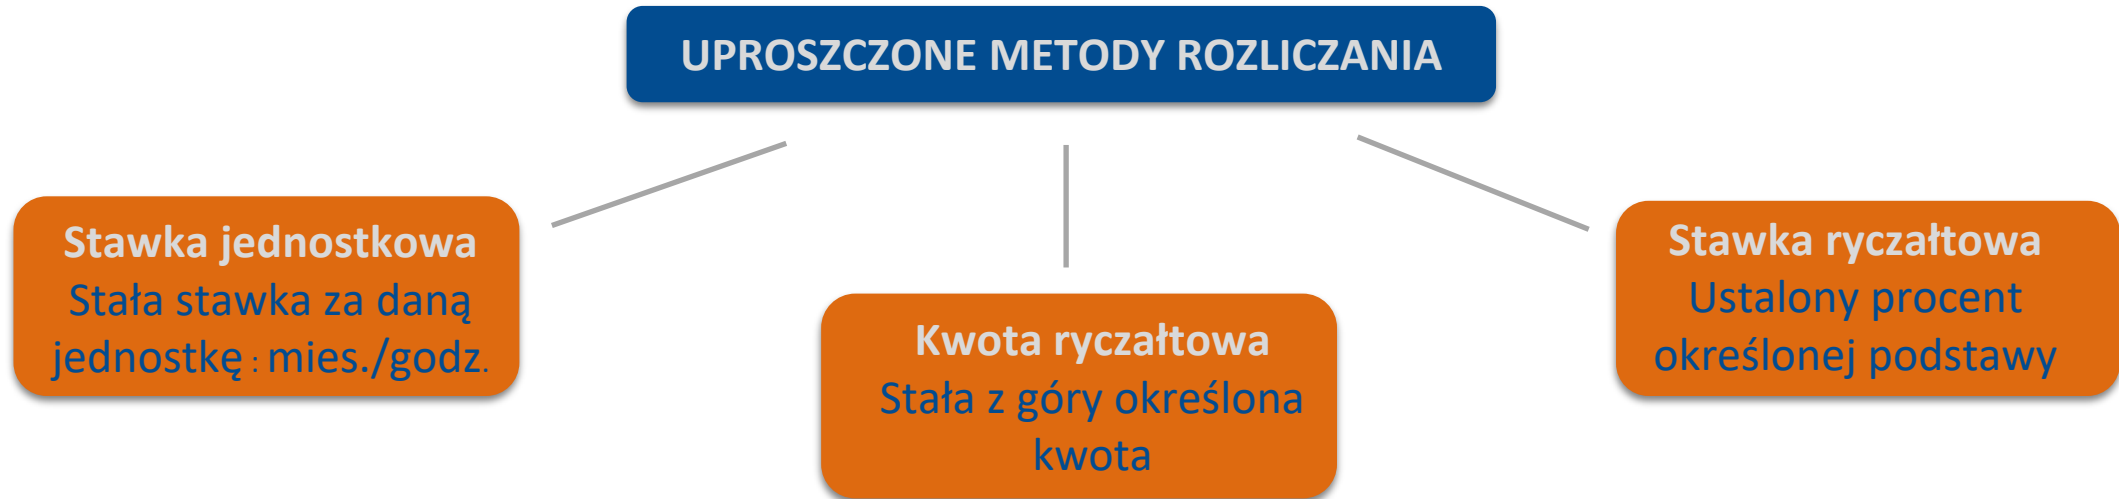 UPROSZCZONE METODY ROZLICZANIA
Stawka jednostkowa
Stała stawka za daną
jednostkę : mies./godz.
Kwota ryczałtowa
Stała z góry określona
kwota
Stawka ryczałtowa
Ustalony procent
określonej podstawy